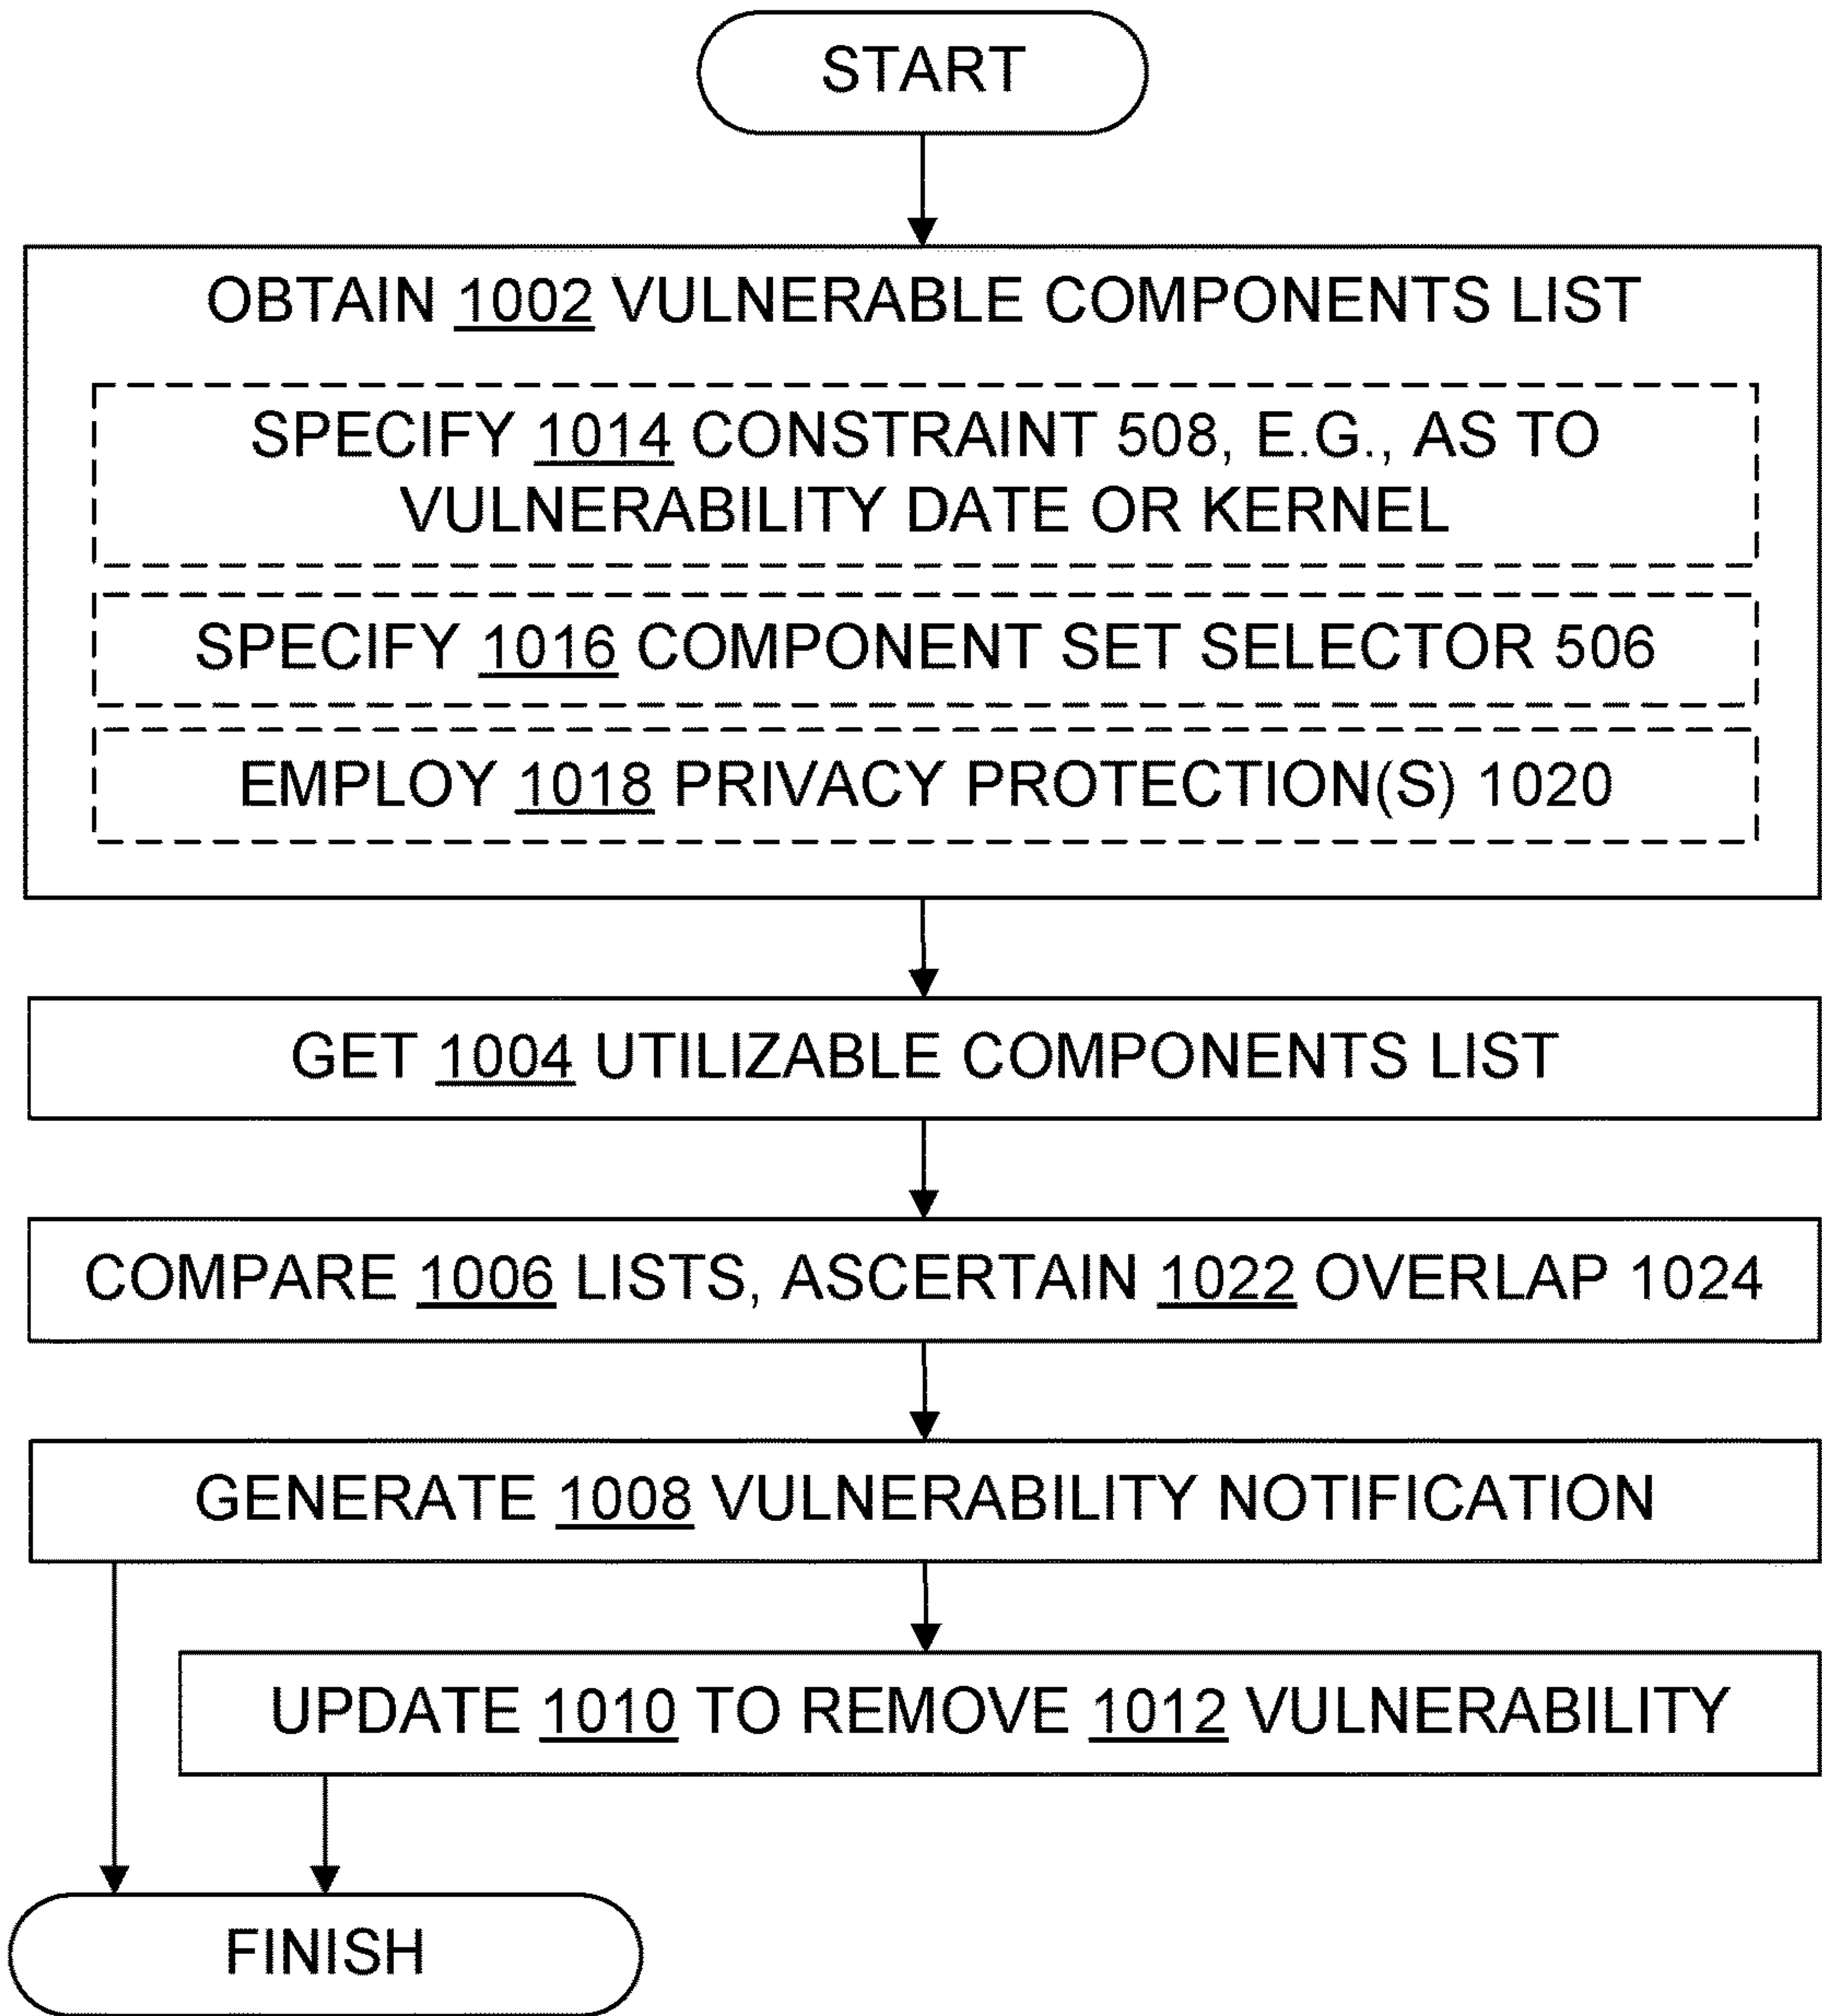 START
OBTAIN 1002 VULNERABLE COMPONENTS LIST
SPECIFY 1014 CONSTRAINT 508, E.G., AS TO
VULNERABILITY DATE OR KERNEL
SPECIFY 1016 COMPONENT SET SELECTOR 506
EMPLOY 1018 PRIVACY PROTECTION(S) 1020
GET 1004 UTILIZABLE COMPONENTS LIST
COMPARE 1006 LISTS, ASCERTAIN 1022 OVERLAP 1024
GENERATE 1008 VULNERABILITY NOTIFICATION
UPDATE 1010 TO REMOVE 1012 VULNERABILITY
FINISH